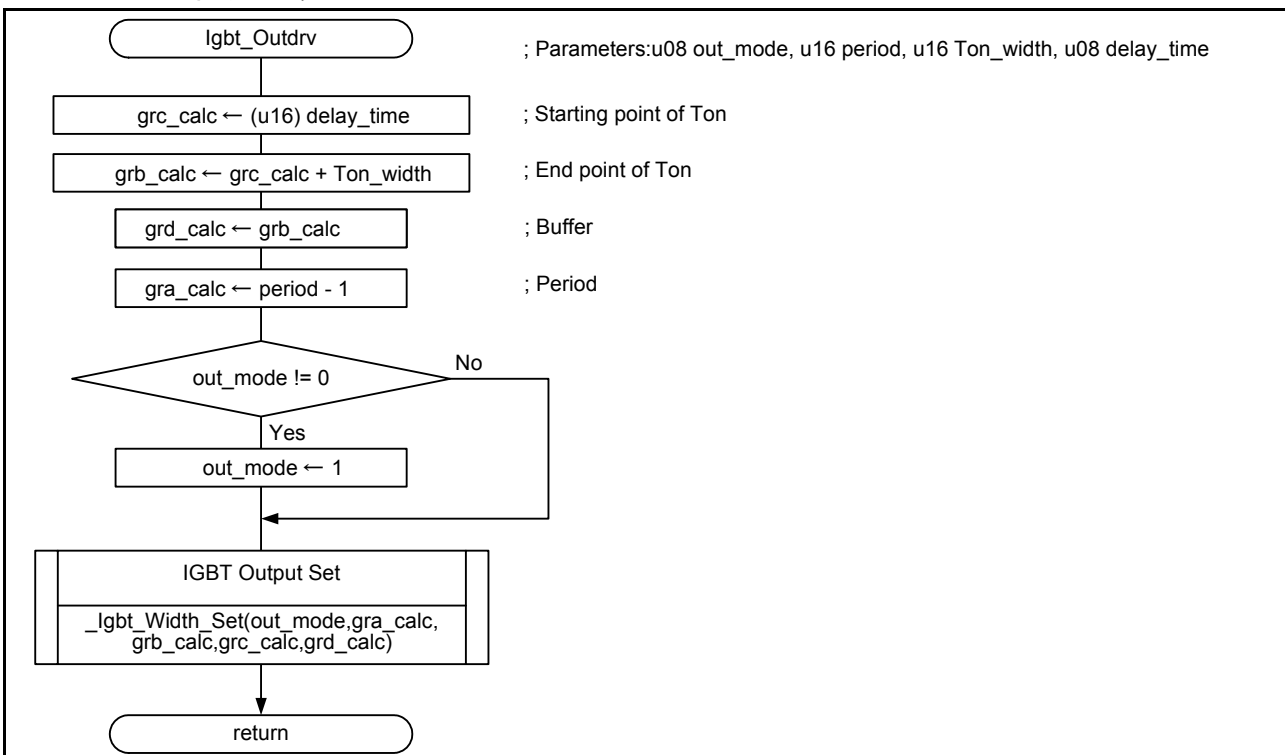 Igbt_Outdrv
; Parameters:u08 out_mode, u16 period, u16 Ton_width, u08 delay_time
grc_calc ← (u16) delay_time
; Starting point of Ton
grb_calc ← grc_calc + Ton_width
; End point of Ton
grd_calc ← grb_calc
; Buffer
gra_calc ← period - 1
; Period
out_mode != 0
No
Yes
out_mode ← 1
IGBT Output Set
_Igbt_Width_Set(out_mode,gra_calc,
grb_calc,grc_calc,grd_calc)
return